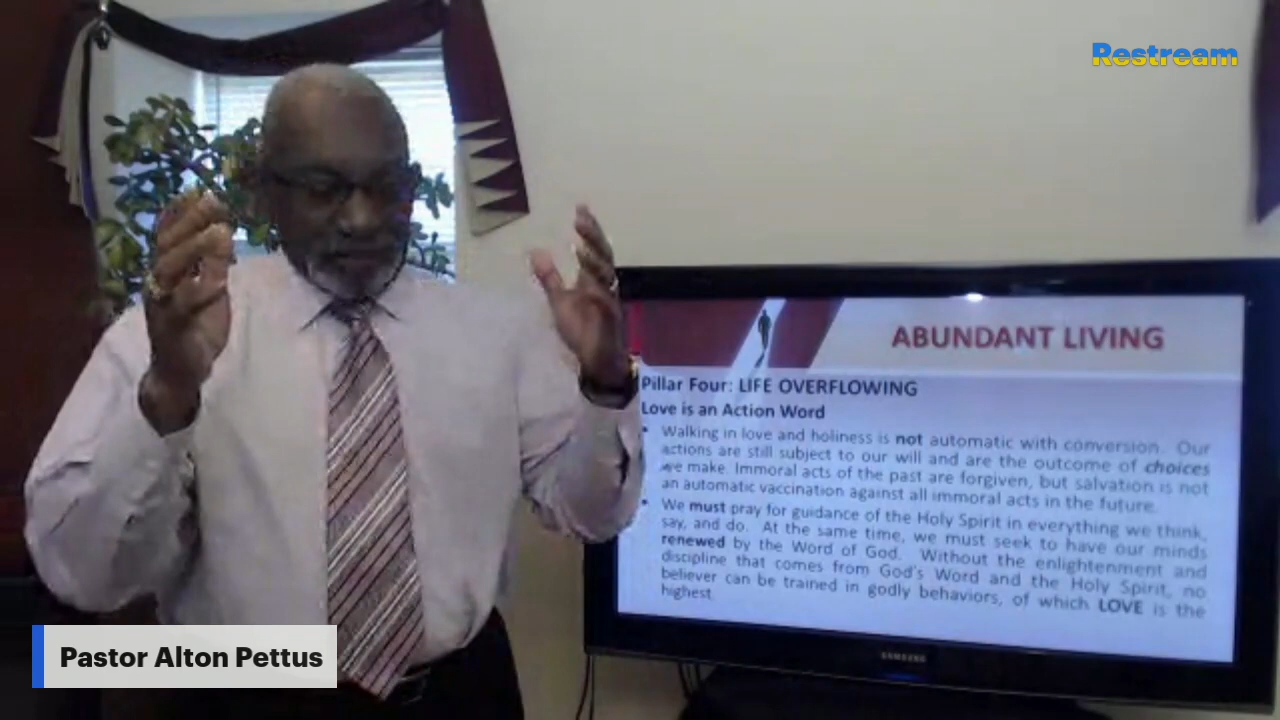 Restream
ABUNDANT LIVING
Pillar Four: LIFE OVERFLOWING
Love is an Action Word
• Walking in love and holiness is not automatic with conversion. Our
actions are still subject to our will and are the outcome of choices
we make. Immoral acts of the past are forgiven, but salvation is not
an automatic vaccination against all immoral acts in the future.
• We must pray for guidance of the Holy Spirit in everything we think,
say, and do. At the same time, we must seek to have our minds
renewed by the Word of God. Without the enlightenment and
discipline that comes from God's Word and the Holy Spirit, no
believer can be trained in godly behaviors, of which LOVE is the
highest.
SAMSUNG
Pastor Alton Pettus